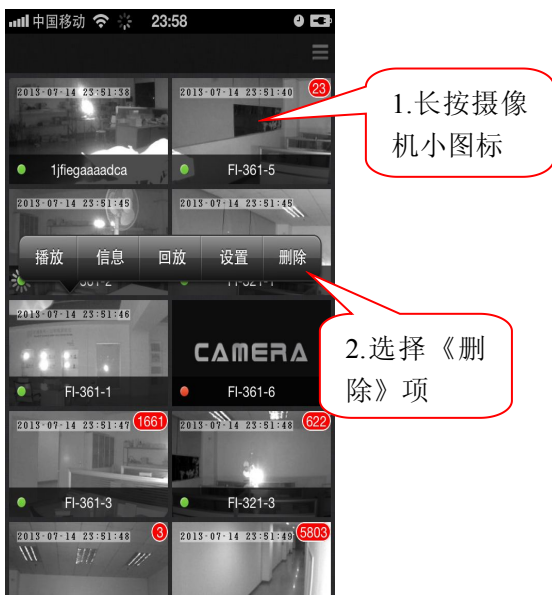 中国移动 23:58
2013-07-14 23:51:38
2013-07-14 23:51:40 23
1jfiegaaaadca
FI-361-5
2013-07-14 23:51:45
2013-07-14 23:51:45
播放 信息 回放 设置 删除
2013-07-14 23:51:46
CAMERA
FI-361-1
FI-361-6
2013-07-14 23:51:47 1661
2013-07-14 23:51:48 622
FI-361-3
FI-321-3
2013-07-14 23:51:48 3
2013-07-14 23:51:49 5803
1.长按摄像
机小图标
2.选择《删
除》项